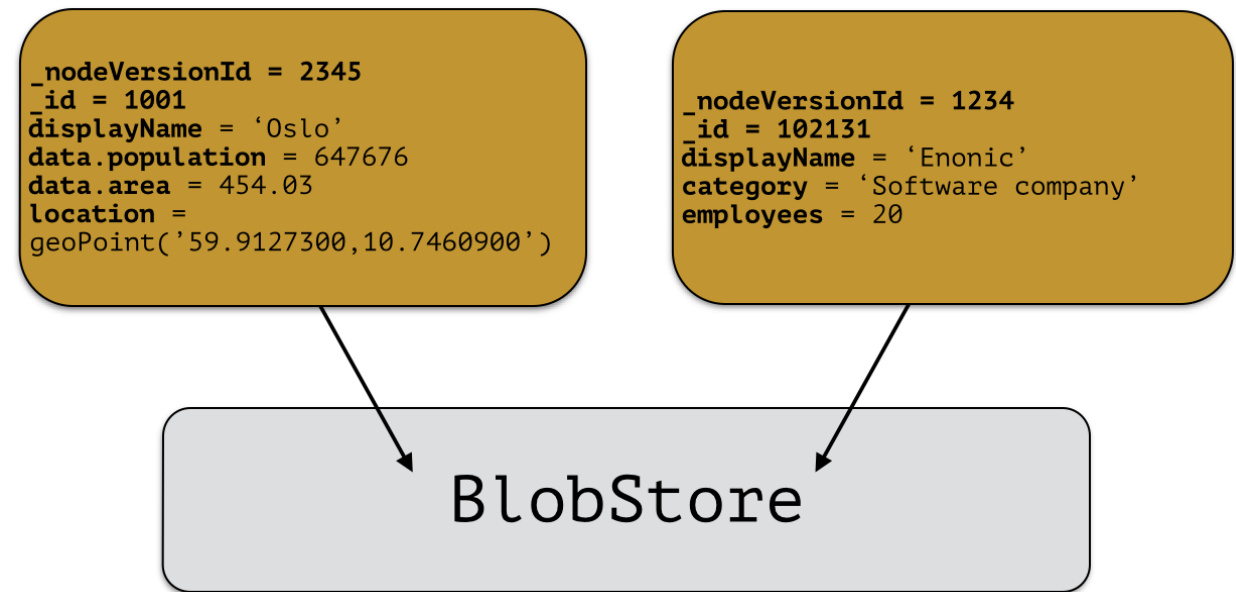 _nodeVersionId = 2345
_id = 1001
displayName = ‘Oslo’
data.population = 647676
data.area = 454.03
location =
geoPoint(’59.9127300,10.7460900’)
_nodeVersionId = 1234
_id = 102131
displayName = ‘Enonic’
category = ‘Software company’
employees = 20
BlobStore